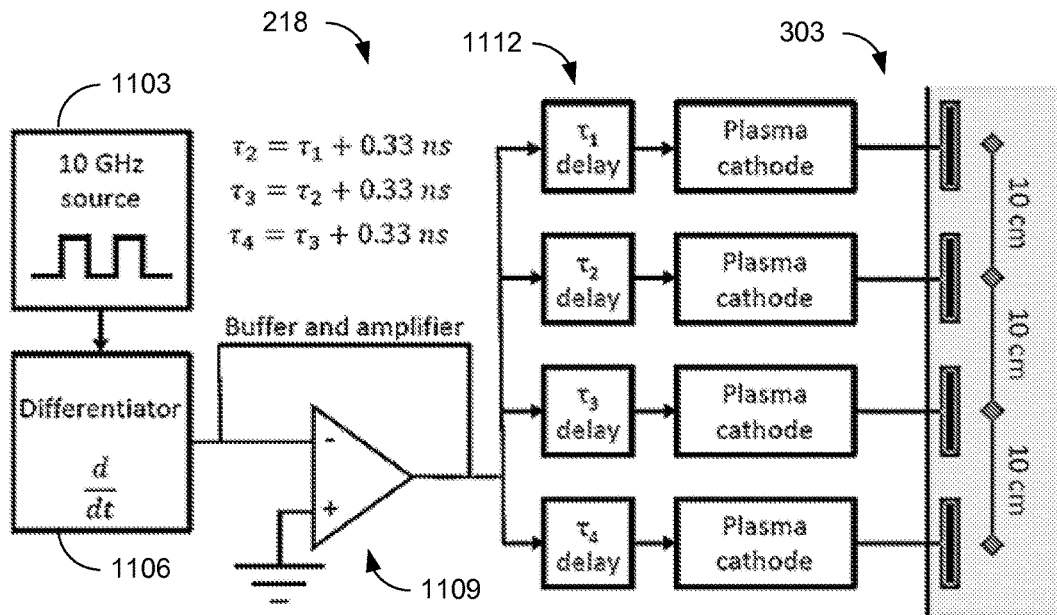 218
1112
303
1103
10 GHz
source
τ₂ = τ₁ + 0.33 ns
τ₃ = τ₂ + 0.33 ns
τ₄ = τ₃ + 0.33 ns
τ₁
delay
Plasma
cathode
10 cm
τ₂
delay
Plasma
cathode
10 cm
Buffer and amplifier
Differentiator
d
dt
-
+
τ₃
delay
Plasma
cathode
10 cm
τ₄
delay
Plasma
cathode
1106
1109